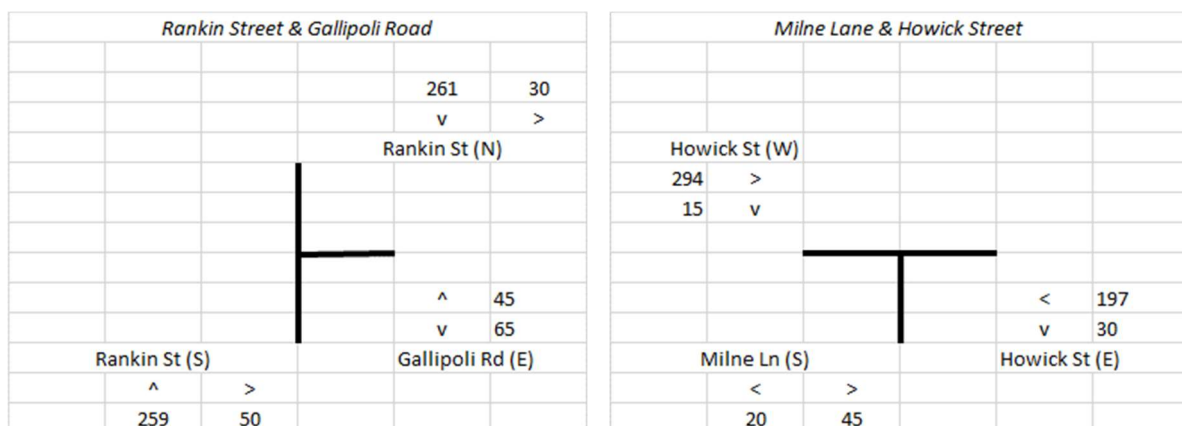 Rankin Street & Gallipoli Road
261 30
v >
Rankin St (N)
^ 45
v 65
Rankin St (S) Gallipoli Rd (E)
^ >
259 50
Milne Lane & Howick Street
Howick St (W)
294 >
15 v
< 197
v 30
Milne Ln (S) Howick St (E)
< >
20 45